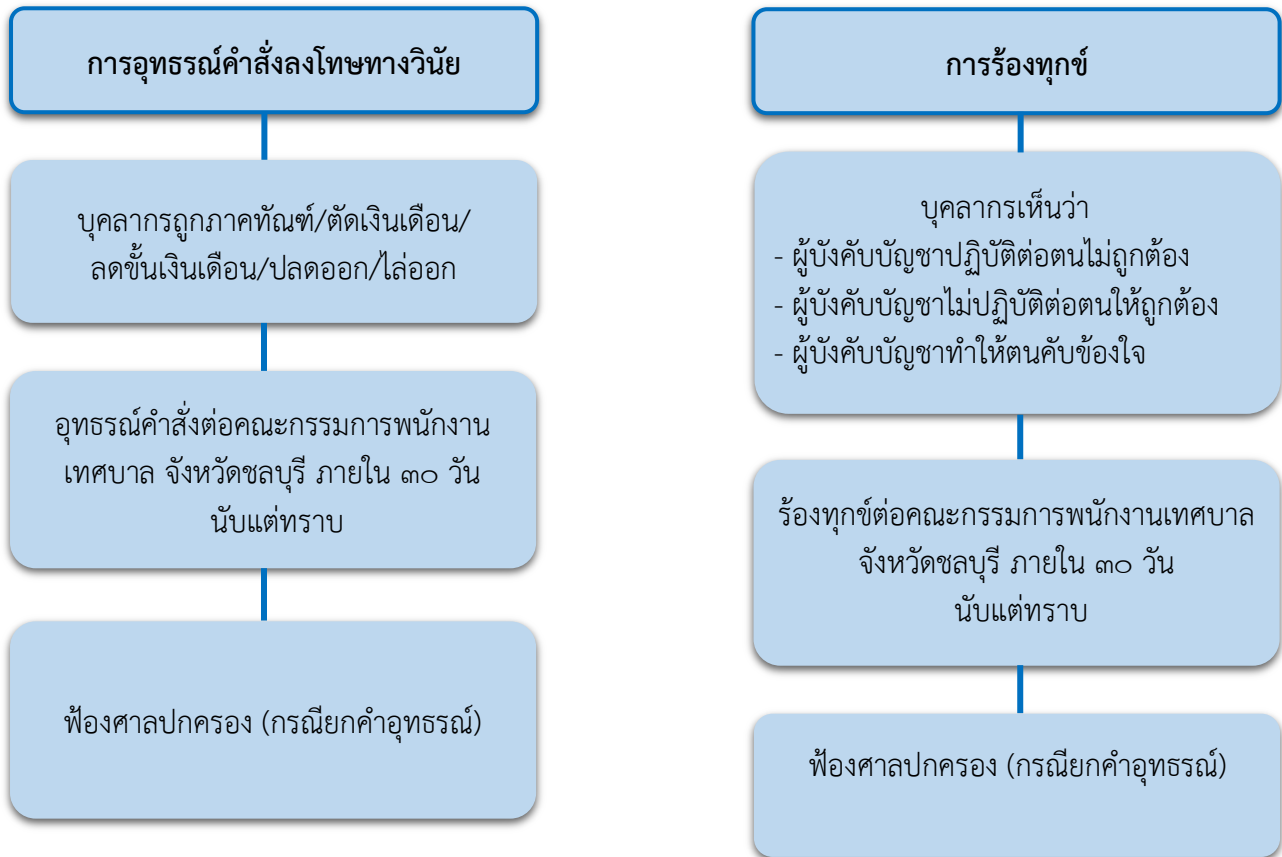 การอุทธรณ์คำสั่งลงโทษทางวินัย
บุคลากรถูกภาคทัณฑ์/ตัดเงินเดือน/
ลดขั้นเงินเดือน/ปลดออก/ไล่ออก
อุทธรณ์คำสั่งต่อคณะกรรมการพนักงาน
เทศบาล จังหวัดชลบุรี ภายใน ๓๐ วัน
นับแต่ทราบ
ฟ้องศาลปกครอง (กรณียกคำอุทธรณ์)
การร้องทุกข์
บุคลากรเห็นว่า
- ผู้บังคับบัญชาปฏิบัติต่อตนไม่ถูกต้อง
- ผู้บังคับบัญชาไม่ปฏิบัติต่อตนให้ถูกต้อง
- ผู้บังคับบัญชาทำให้ตนคับข้องใจ
ร้องทุกข์ต่อคณะกรรมการพนักงานเทศบาล
จังหวัดชลบุรี ภายใน ๓๐ วัน
นับแต่ทราบ
ฟ้องศาลปกครอง (กรณียกคำอุทธรณ์)